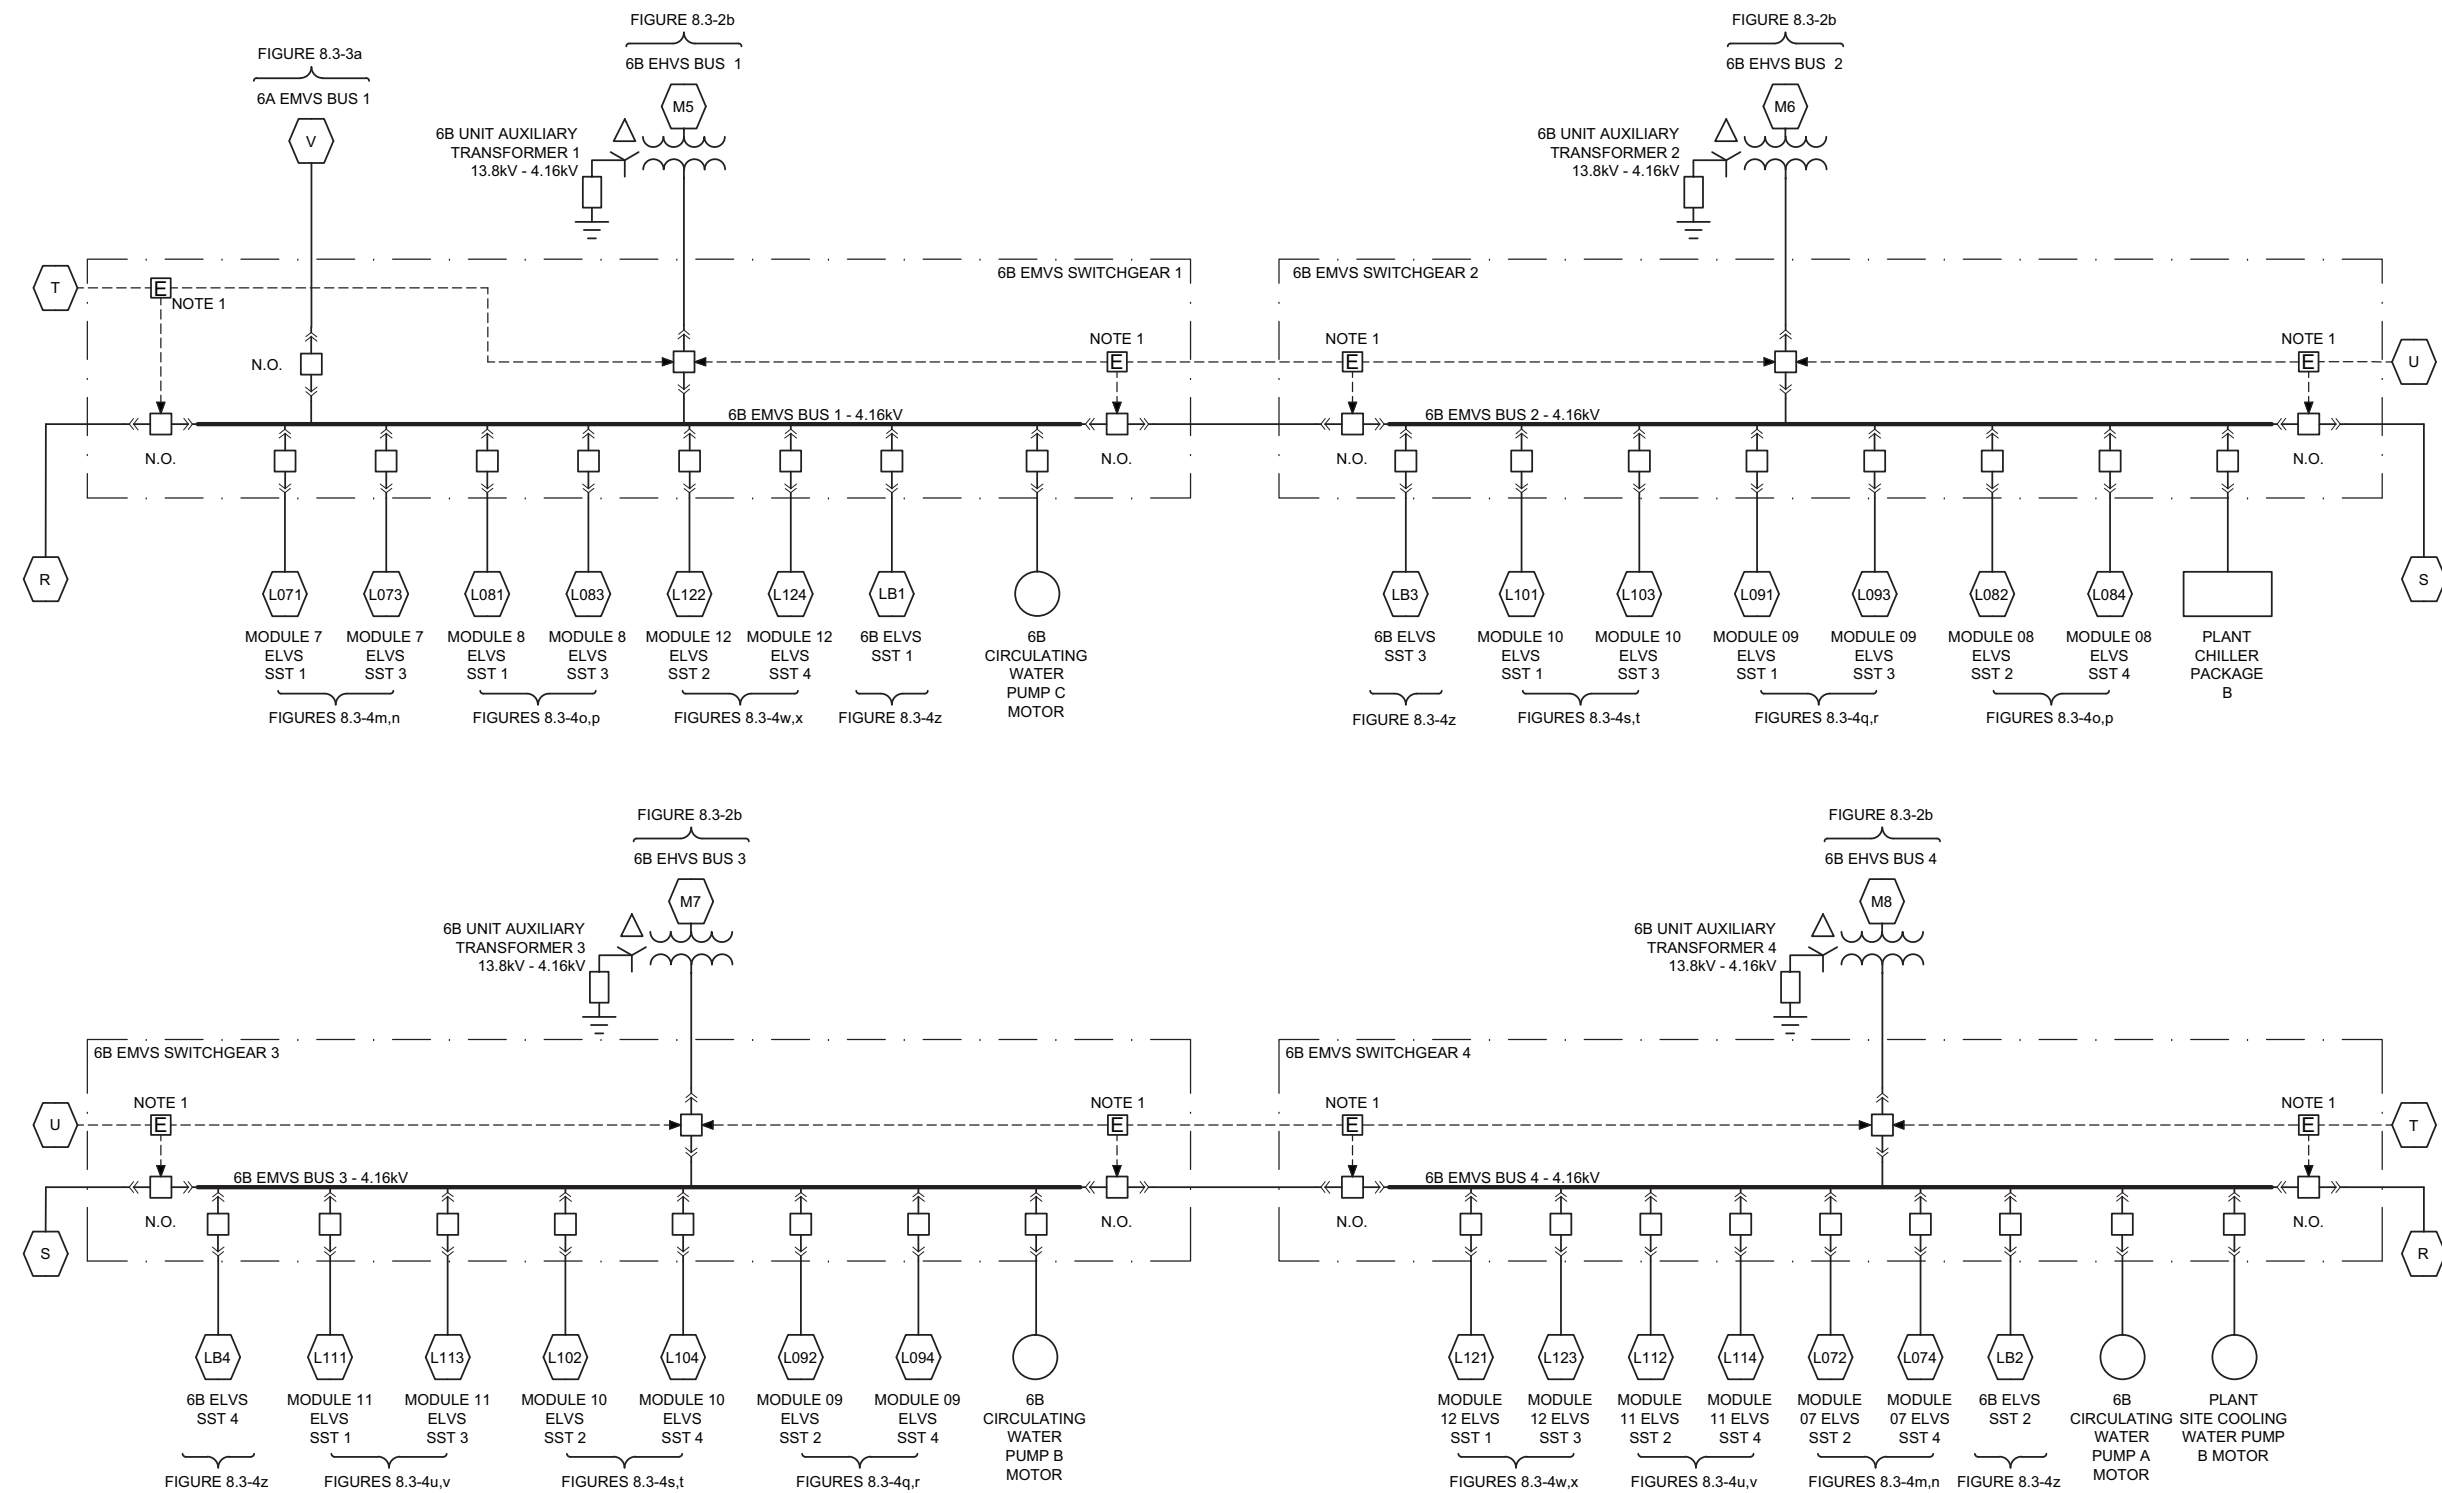 FIGURE 8.3-3a
6A EMVS BUS 1
V
FIGURE 8.3-2b
6B EHVS BUS 1
M5
6B UNIT AUXILIARY
TRANSFORMER 1
13.8kV - 4.16kV
FIGURE 8.3-2b
6B EHVS BUS 2
M6
6B UNIT AUXILIARY
TRANSFORMER 2
13.8kV - 4.16kV
6B EMVS SWITCHGEAR 1
T
E
NOTE 1
N.O.
NOTE 1
E
6B EMVS BUS 1 - 4.16kV
N.O.
N.O.
R
L071
MODULE 7
ELVS
SST 1
L073
MODULE 7
ELVS
SST 3
FIGURES 8.3-4m,n
L081
MODULE 8
ELVS
SST 1
L083
MODULE 8
ELVS
SST 3
FIGURES 8.3-4o,p
L122
MODULE 12
ELVS
SST 2
L124
MODULE 12
ELVS
SST 4
FIGURES 8.3-4w,x
LB1
6B ELVS
SST 1
FIGURE 8.3-4z
6B
CIRCULATING
WATER
PUMP C
MOTOR
6B EMVS SWITCHGEAR 2
NOTE 1
E
NOTE 1
E
U
6B EMVS BUS 2 - 4.16kV
N.O.
N.O.
S
LB3
6B ELVS
SST 3
FIGURE 8.3-4z
L101
MODULE 10
ELVS
SST 1
L103
MODULE 10
ELVS
SST 3
FIGURES 8.3-4s,t
L091
MODULE 09
ELVS
SST 1
L093
MODULE 09
ELVS
SST 3
FIGURES 8.3-4q,r
L082
MODULE 08
ELVS
SST 2
L084
MODULE 08
ELVS
SST 4
FIGURES 8.3-4o,p
PLANT
CHILLER
PACKAGE
B
FIGURE 8.3-2b
6B EHVS BUS 3
M7
6B UNIT AUXILIARY
TRANSFORMER 3
13.8kV - 4.16kV
FIGURE 8.3-2b
6B EHVS BUS 4
M8
6B UNIT AUXILIARY
TRANSFORMER 4
13.8kV - 4.16kV
6B EMVS SWITCHGEAR 3
U
NOTE 1
E
NOTE 1
E
6B EMVS BUS 3 - 4.16kV
N.O.
N.O.
S
LB4
6B ELVS
SST 4
FIGURE 8.3-4z
L111
MODULE 11
ELVS
SST 1
L113
MODULE 11
ELVS
SST 3
FIGURES 8.3-4u,v
L102
MODULE 10
ELVS
SST 2
L104
MODULE 10
ELVS
SST 4
FIGURES 8.3-4s,t
L092
MODULE 09
ELVS
SST 2
L094
MODULE 09
ELVS
SST 4
FIGURES 8.3-4q,r
6B
CIRCULATING
WATER
PUMP B
MOTOR
6B EMVS SWITCHGEAR 4
NOTE 1
E
NOTE 1
E
T
6B EMVS BUS 4 - 4.16kV
N.O.
N.O.
R
L121
MODULE
12 ELVS
SST 1
L123
MODULE
12 ELVS
SST 3
FIGURES 8.3-4w,x
L112
MODULE
11 ELVS
SST 2
L114
MODULE
11 ELVS
SST 4
FIGURES 8.3-4u,v
L072
MODULE
07 ELVS
SST 2
L074
MODULE
07 ELVS
SST 4
FIGURES 8.3-4m,n
LB2
6B ELVS
SST 2
FIGURE 8.3-4z
6B
CIRCULATING
WATER
PUMP A
MOTOR
PLANT
SITE COOLING
WATER PUMP
B MOTOR